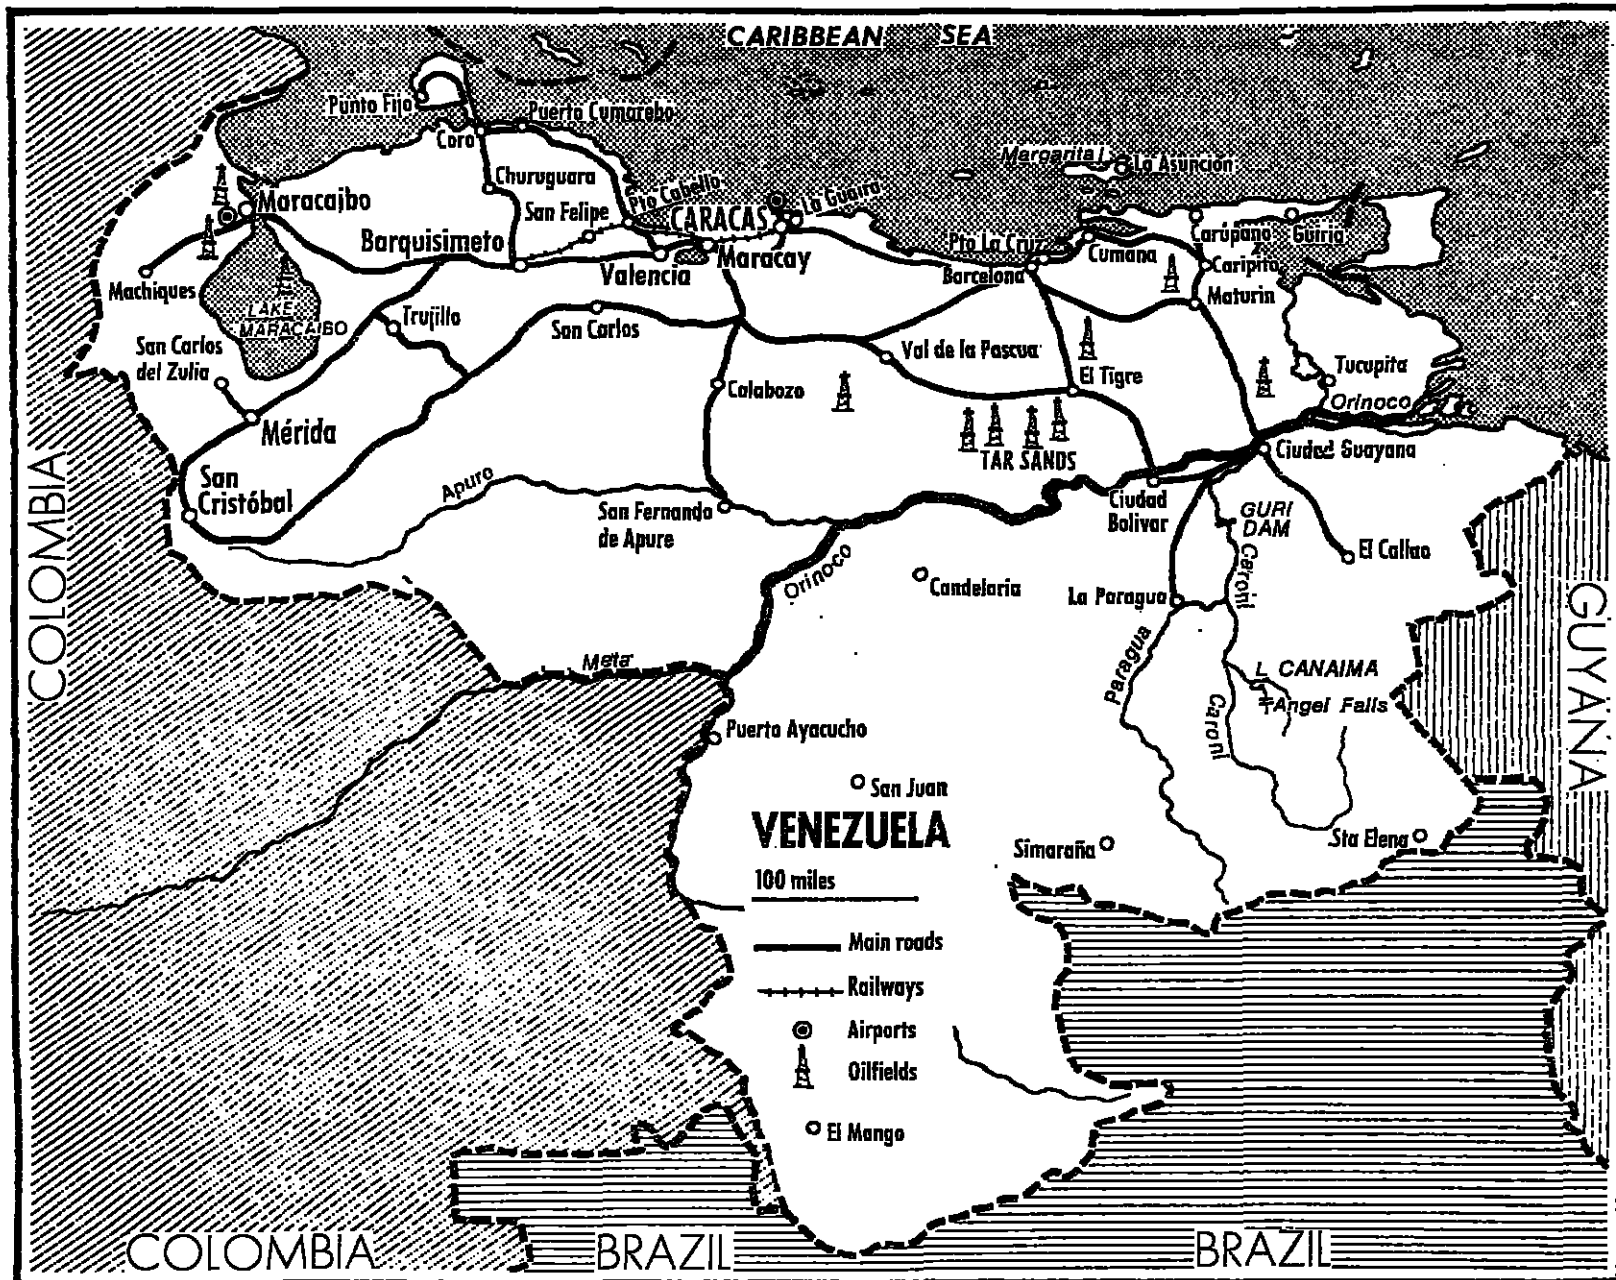 CARIBBEAN SEA
Punto Fijo
Puerto Cumarebo
Coro
Margarita I.
La Asunción
Churuguara
Maracaibo
Pto Cabello
La Guaira
San Felipe
CARACAS
Carúpano
Guiria
Barquisimeto
Pto La Cruz
Cumana
Valencia
Maracay
Barcelona
Caripito
Machiques
LAKE
MARACAIBO
Maturin
Trujillo
San Carlos
San Carlos
del Zulia
Val de la Pascua
Tucupita
El Tigre
Calabozo
Orinoco
Mérida
TAR SANDS
Ciudad Guayana
COLOMBIA
San
Cristóbal
Apuro
San Fernando
de Apure
Ciudad
Bolivar
GURI
DAM
El Callao
Orinoco
Candelaria
La Paragua
Caroni
GUYANA
Meta
Paragua
L. CANAIMA
Angel Falls
Caroni
Puerto Ayacucho
San Juan
VENEZUELA
Simaraña
Sta Elena
100 miles
Main roads
Railways
Airports
Oilfields
El Mango
COLOMBIA
BRAZIL
BRAZIL